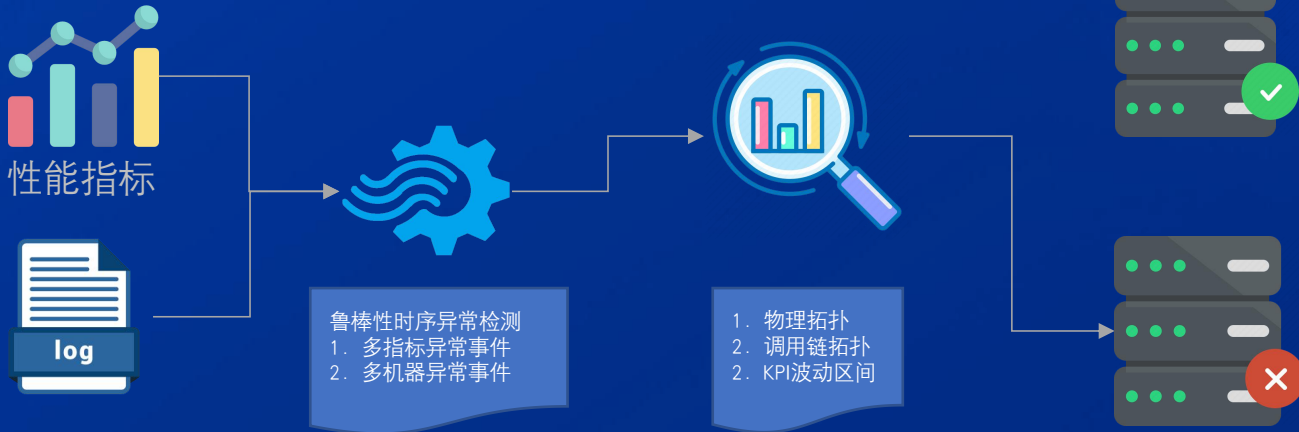 性能指标
log
鲁棒性时序异常检测
1. 多指标异常事件
2. 多机器异常事件
1. 物理拓扑
2. 调用链拓扑
2. KPI波动区间